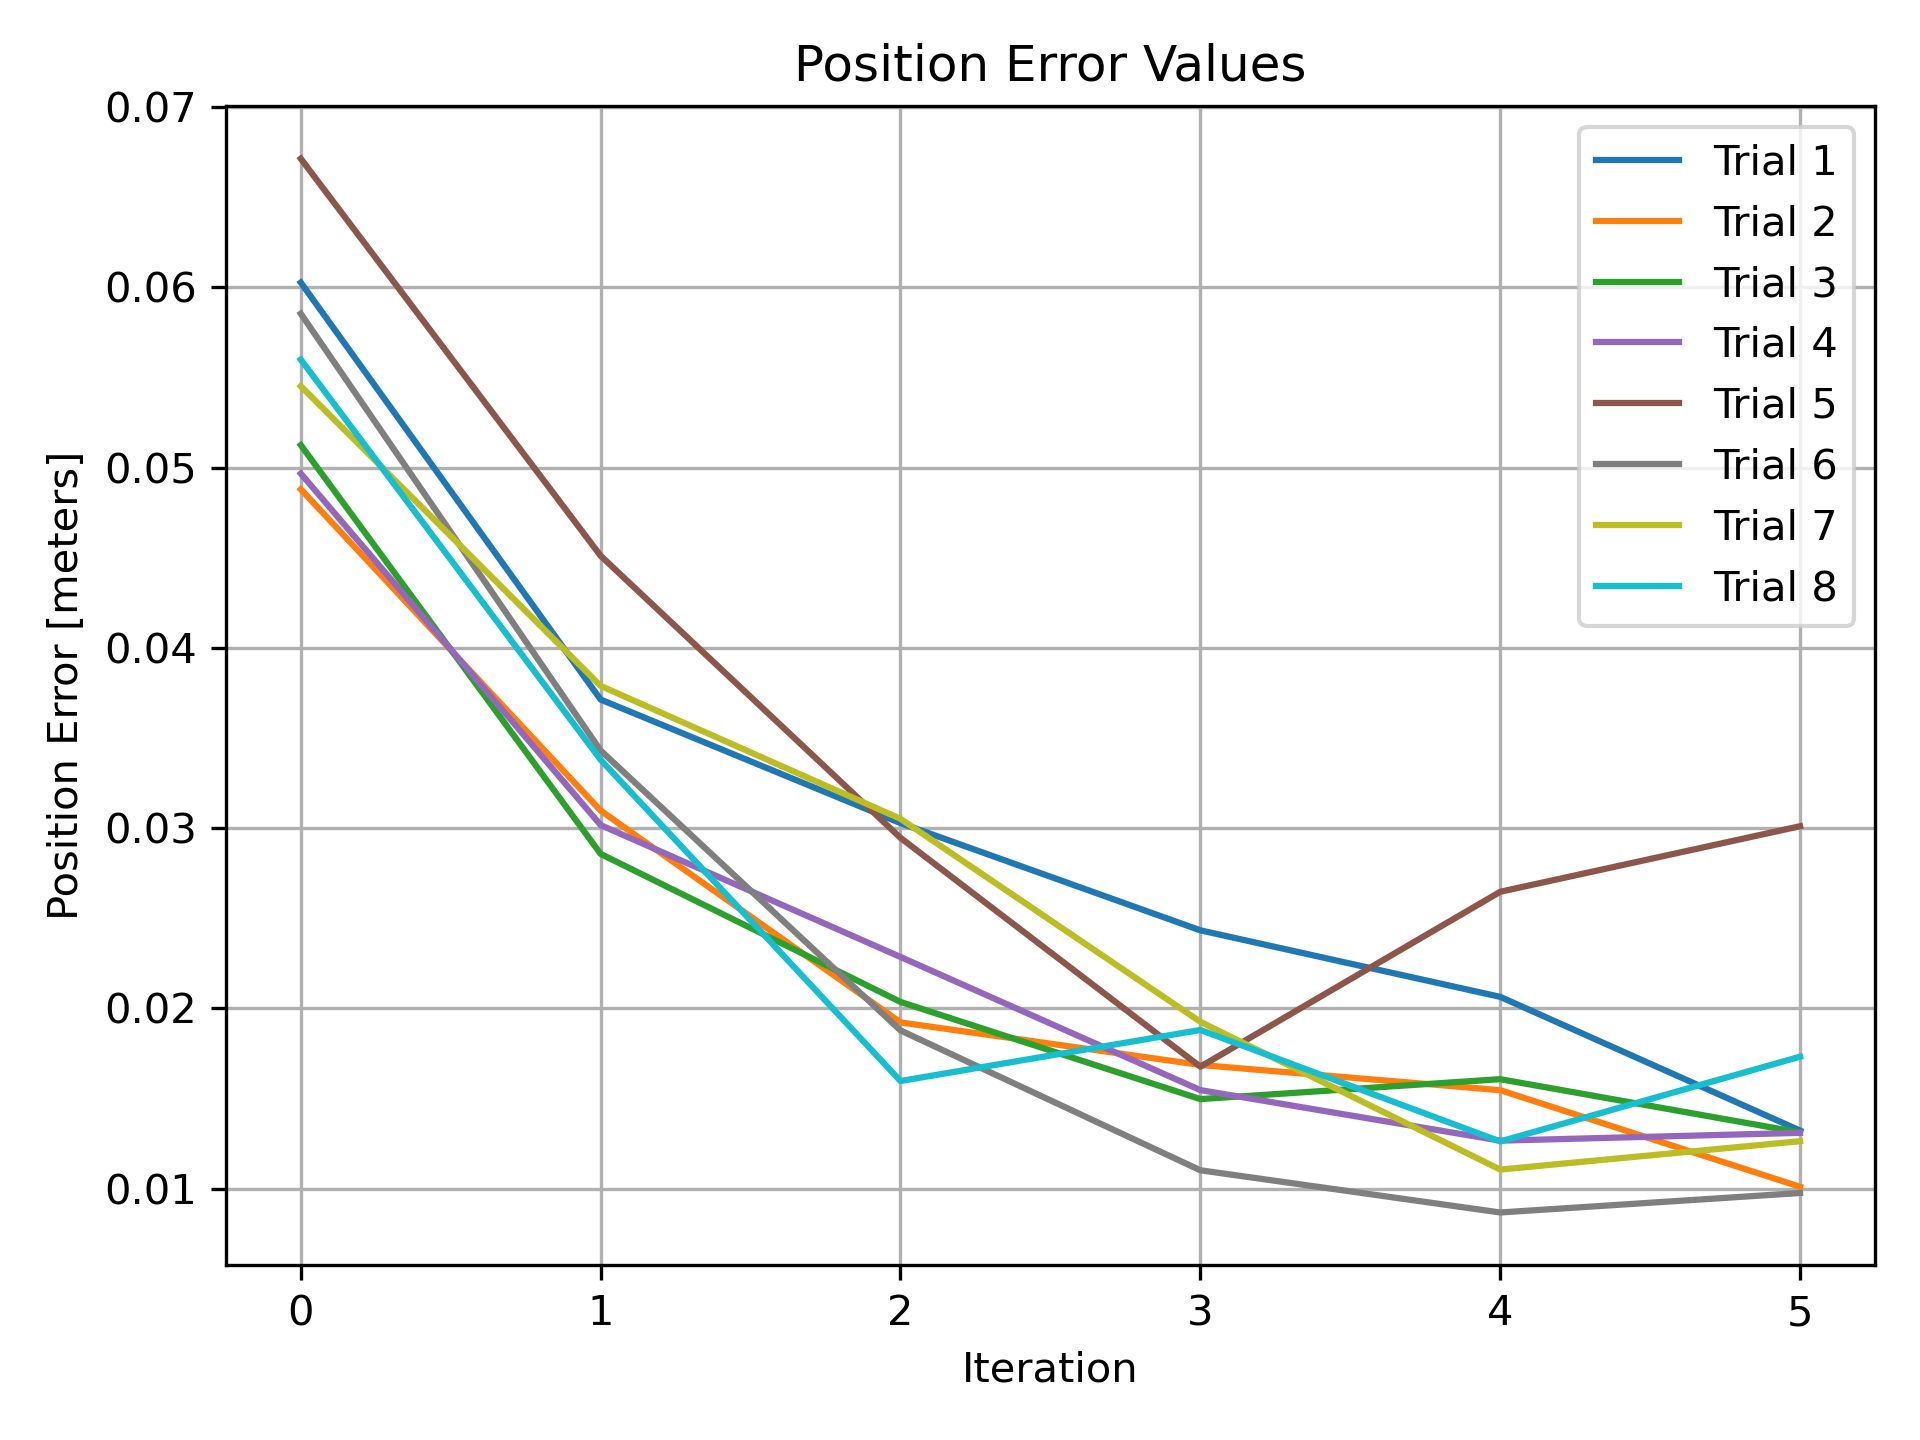 Position Error Values
0.07
0.06
0.05
0.04
0.03
0.02
0.01
Position Error [meters]
0 1 2 3 4 5
Iteration
Trial 1
Trial 2
Trial 3
Trial 4
Trial 5
Trial 6
Trial 7
Trial 8